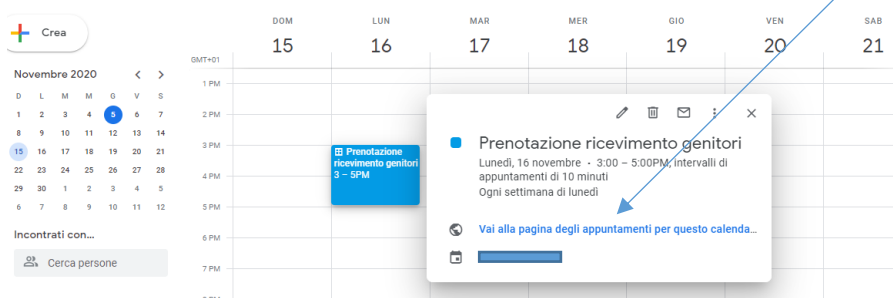 Crea
Novembre 2020
D L M M G V S
1 2 3 4 5 6 7
8 9 10 11 12 13 14
15 16 17 18 19 20 21
22 23 24 25 26 27 28
29 30 1 2 3 4 5
6 7 8 9 10 11 12
Incontrati con...
Cerca persone
DOM LUN MAR MER GIO VEN SAB
15 16 17 18 19 20 21
GMT+01
1 PM
2 PM
3 PM
4 PM
5 PM
6 PM
7 PM
Prenotazione
ricevimento genitori
3 – 5PM
Prenotazione ricevimento genitori
Lunedì, 16 novembre • 3:00 – 5:00PM, intervalli di
appuntamenti di 10 minuti
Ogni settimana di lunedì
Vai alla pagina degli appuntamenti per questo calenda...